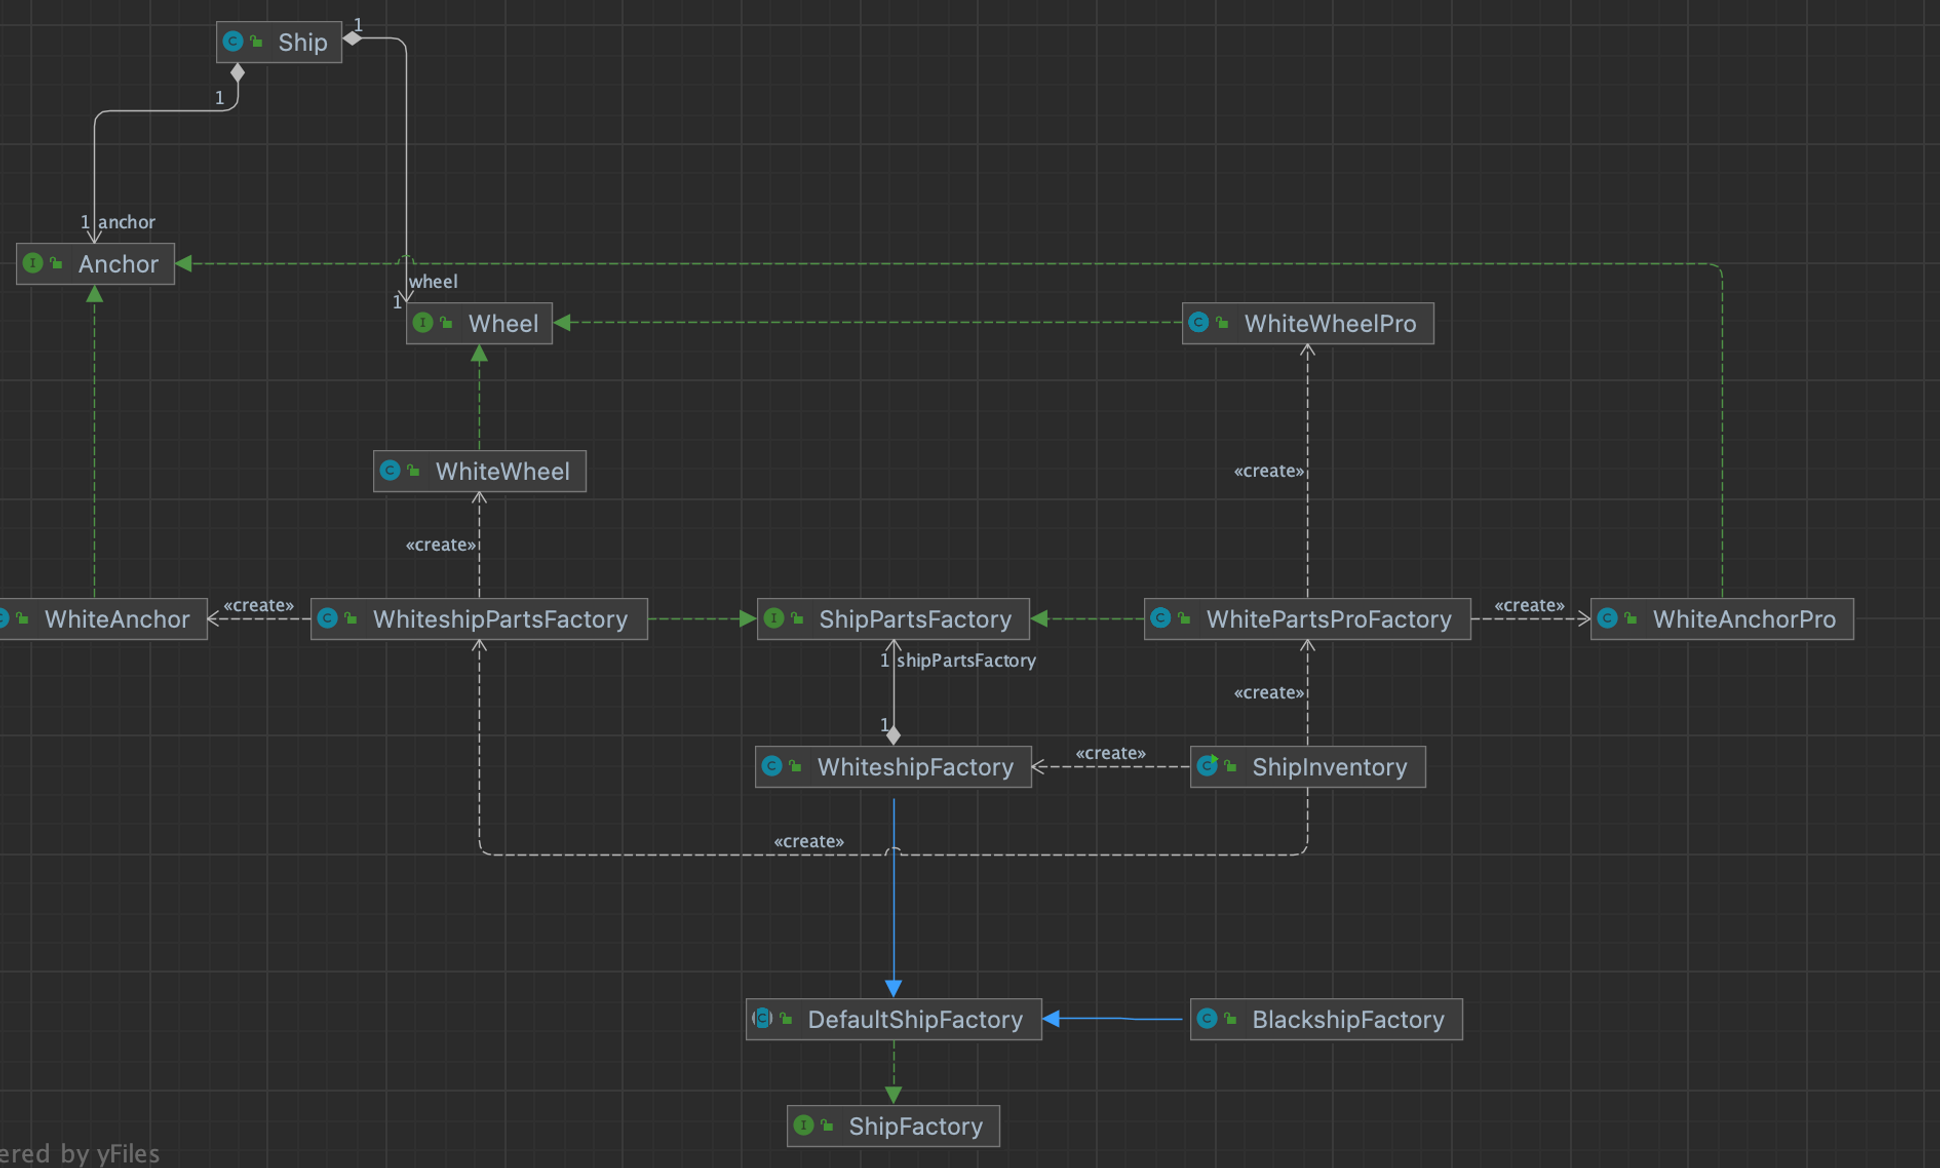 Ship
1
1
1 anchor
Anchor
wheel
1
Wheel
WhiteWheelPro
WhiteWheel
«create»
«create»
WhiteAnchor
«create»
WhiteshipPartsFactory
ShipPartsFactory
WhitePartsProFactory
«create»
WhiteAnchorPro
1 shipPartsFactory
«create»
1
WhiteshipFactory
«create»
ShipInventory
«create»
DefaultShipFactory
BlackshipFactory
ShipFactory
ered by yFiles